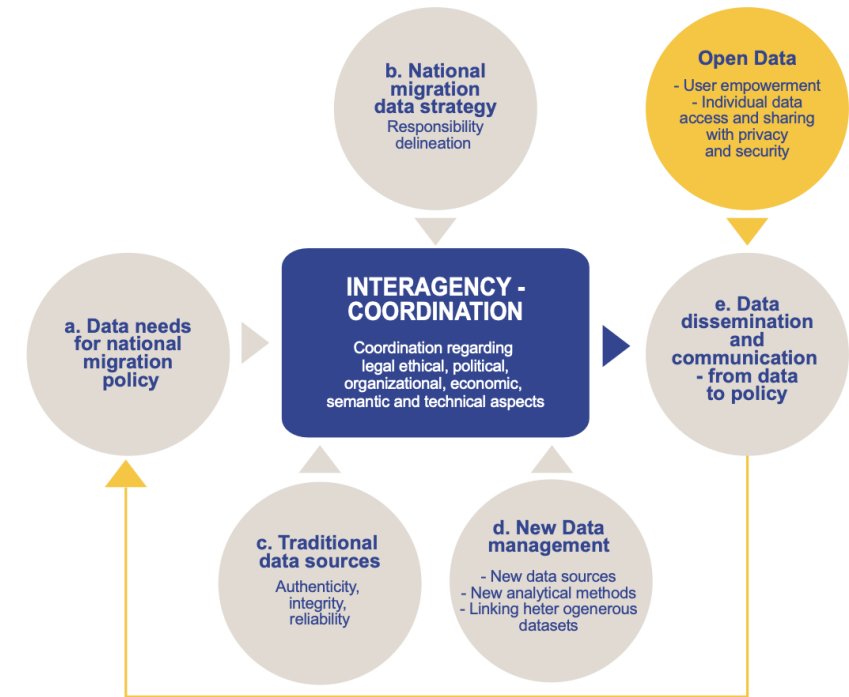 b. National
migration
data strategy
Responsibility
delineation
Open Data
- User empowerment
- Individual data
access and sharing
with privacy
and security
a. Data needs
for national
migration
policy
INTERAGENCY -
COORDINATION
Coordination regarding
legal ethical, political,
organizational, economic,
semantic and technical aspects
e. Data
dissemination
and
communication
- from data
to policy
c. Traditional
data sources
Authenticity,
integrity,
reliability
d. New Data
management
- New data sources
- New analytical methods
- Linking heter ogenerous
datasets